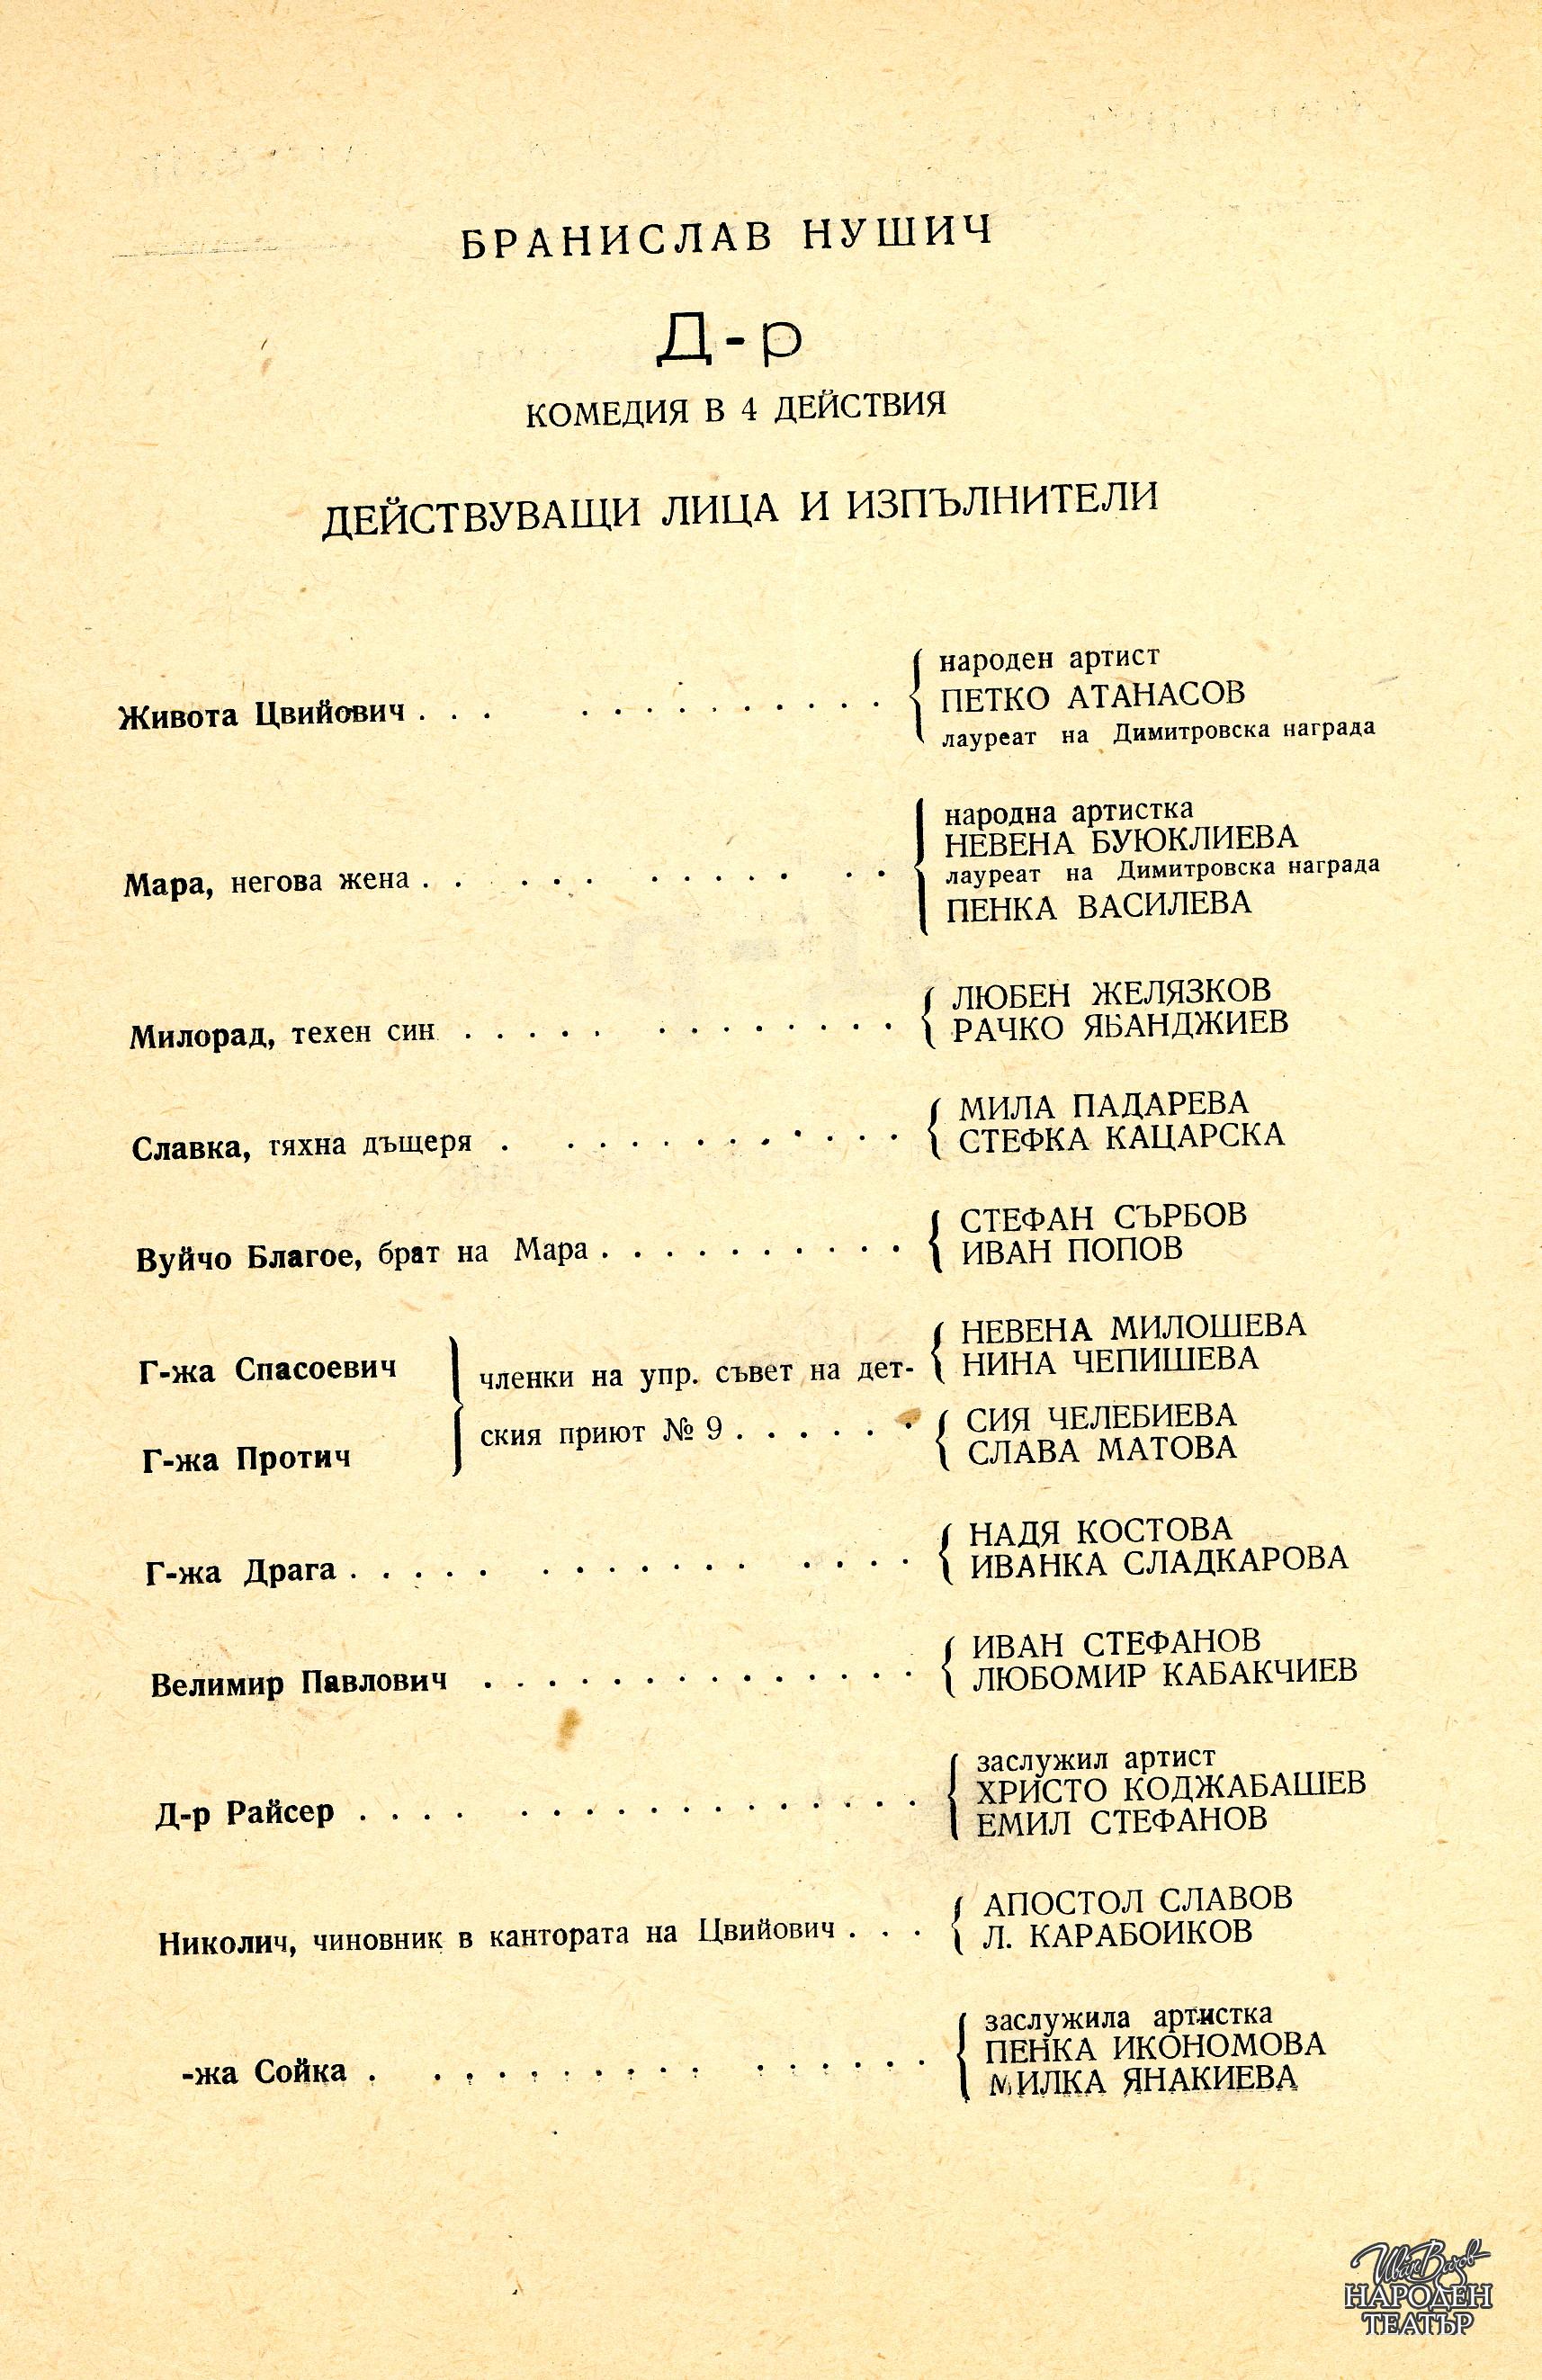 БРАНИСЛАВ НУШИЧ
Д-р
КОМЕДИЯ В 4 ДЕЙСТВИЯ
ДЕЙСТВУВАЩИ ЛИЦА И ИЗПЪЛНИТЕЛИ
народен артист
Живота Цвийович . . . . . . . . . . . . . ПЕТКО АТАНАСОВ
лауреат на Димитровска награда
народна артистка
НЕВЕНА БУЮКЛИЕВА
Мара, негова жена . . . . . . . . . . . . лауреат на Димитровска награда
ПЕНКА ВАСИЛЕВА
ЛЮБЕН ЖЕЛЯЗКОВ
Милорад, техен син . . . . . . . . . . . . . РАЧКО ЯБАНДЖИЕВ
МИЛА ПАДАРЕВА
Славка, тяхна дъщеря . . . . . . . . . . . . СТЕФКА КАЦАРСКА
СТЕФАН СЪРБОВ
Вуйчо Благое, брат на Мара . . . . . . . . . . ИВАН ПОПОВ
НЕВЕНА МИЛОШЕВА
Г-жа Спасоевич членки на упр. съвет на дет- НИНА ЧЕПИШЕВА
ския приют № 9 . . . . . . СИЯ ЧЕЛЕБИЕВА
Г-жа Протич СЛАВА МАТОВА
НАДЯ КОСТОВА
Г-жа Драга . . . . . . . . . . . . . . . . ИВАНКА СЛАДКАРОВА
ИВАН СТЕФАНОВ
Велимир Павлович . . . . . . . . . . . . . . ЛЮБОМИР КАБАКЧИЕВ
заслужил артист
ХРИСТО КОДЖАБАШЕВ
Д-р Райсер . . . . . . . . . . . . . . . . . ЕМИЛ СТЕФАНОВ
АПОСТОЛ СЛАВОВ
Николич, чиновник в кантората на Цвийович . . . Л. КАРАБОИКОВ
заслужила артистка
ПЕНКА ИКОНОМОВА
-жа Сойка . . . . . . . . . . . . . . . . МИЛКА ЯНАКИЕВА
Иван Вазов
НАРОДЕН
ТЕАТЪР